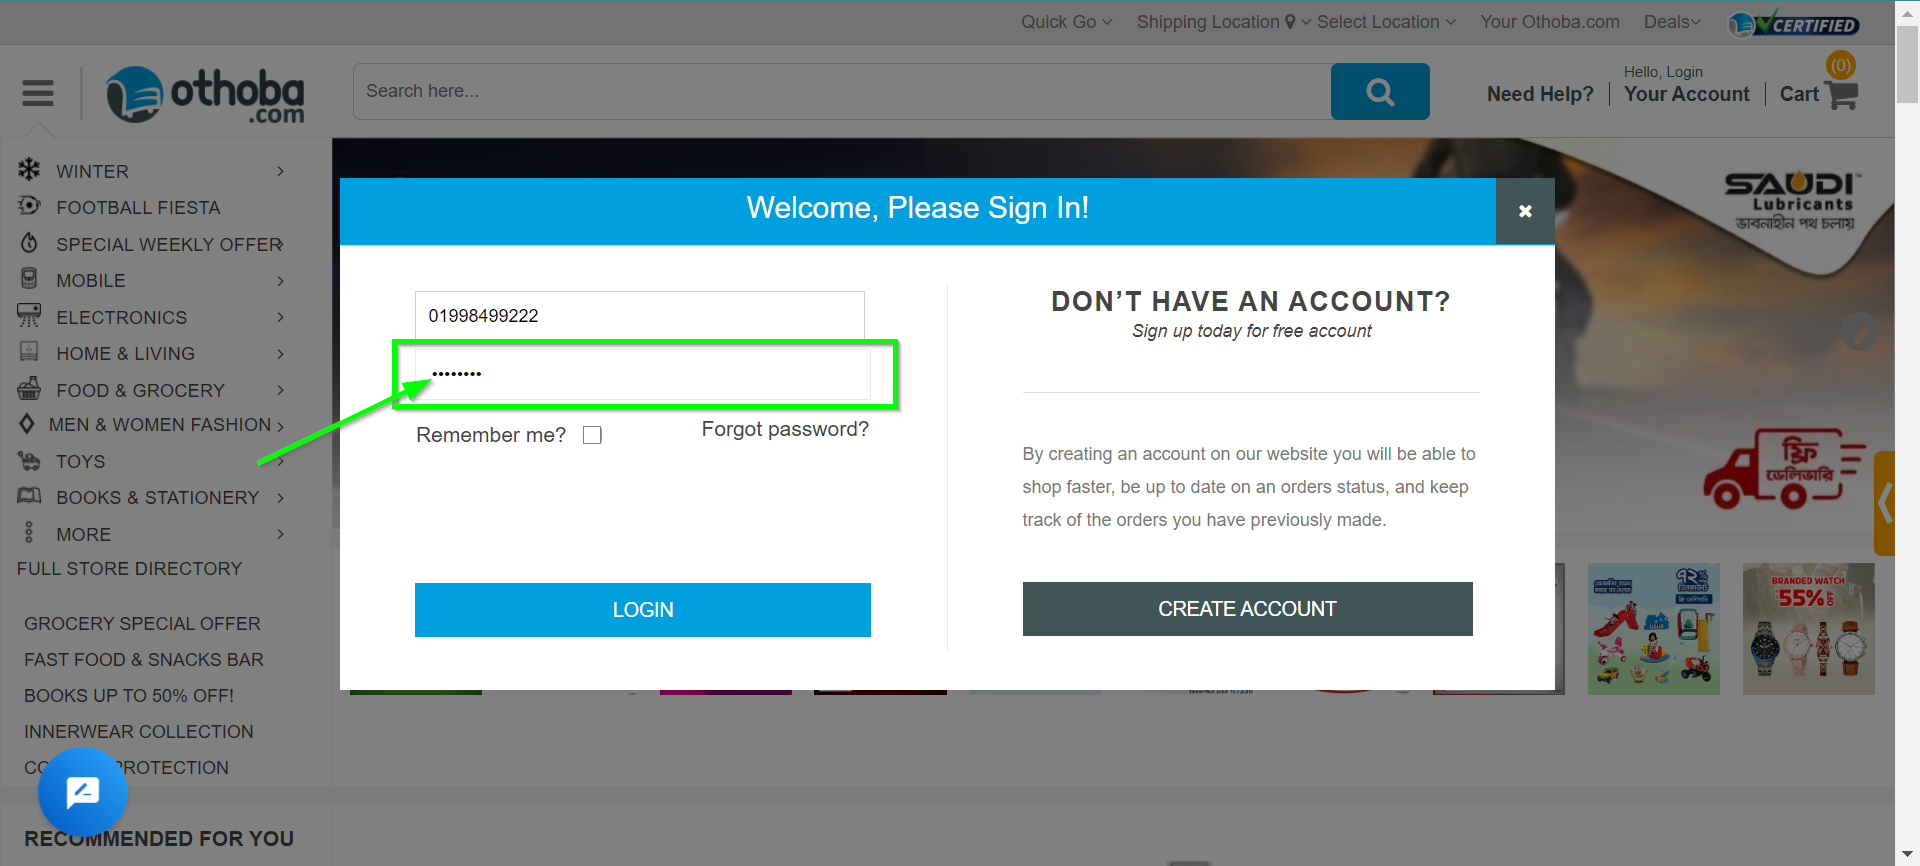 Quick Go
Shipping Location
Select Location
Your Othoba.com
Deals
CERTIFIED
othoba
.com
Search here...
Need Help?
Hello, Login
Your Account
(0)
Cart
WINTER
FOOTBALL FIESTA
SPECIAL WEEKLY OFFER
MOBILE
ELECTRONICS
HOME & LIVING
FOOD & GROCERY
MEN & WOMEN FASHION
TOYS
BOOKS & STATIONERY
MORE
FULL STORE DIRECTORY
GROCERY SPECIAL OFFER
FAST FOOD & SNACKS BAR
BOOKS UP TO 50% OFF!
INNERWEAR COLLECTION
RECOMMENDED FOR YOU
Welcome, Please Sign In!
01998499222
••••••••
Remember me?
Forgot password?
LOGIN
DON’T HAVE AN ACCOUNT?
Sign up today for free account
By creating an account on our website you will be able to
shop faster, be up to date on an orders status, and keep
track of the orders you have previously made.
CREATE ACCOUNT
SAUDI™
Lubricants
ভাবনাহীন পথ চলায়
ফ্রি
ডেলিভারি
৭২%
BRANDED WATCH
55% OFF